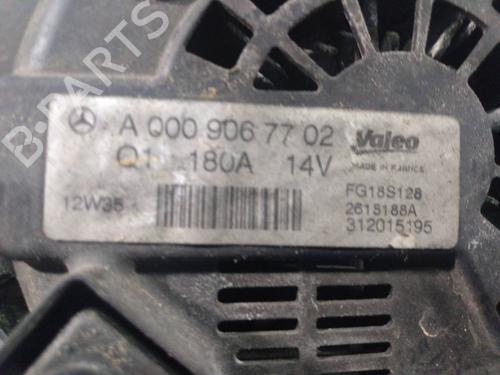 A 000 906 77 02
Valeo
MADE IN FRANCE
180A 14V
12W35
FG18S128
2618188A
312015195
B-PARTS